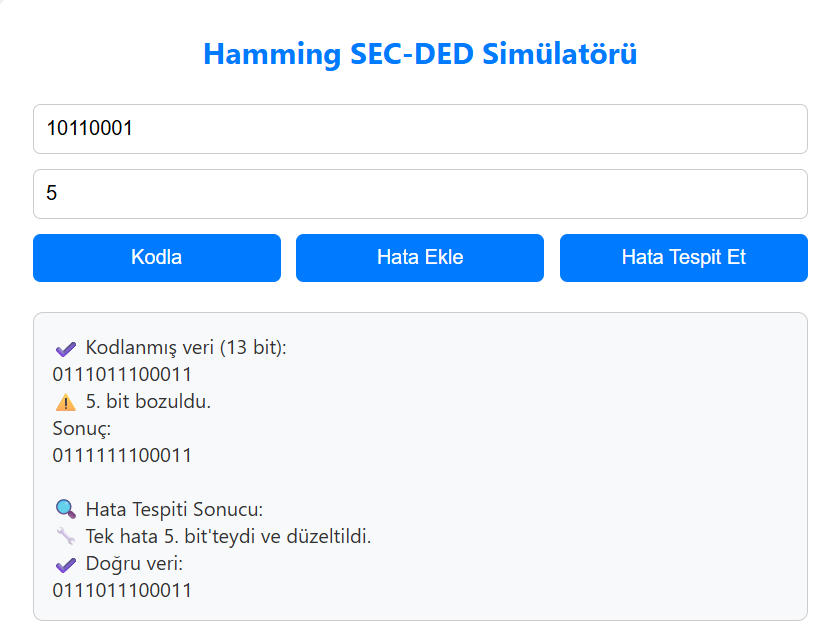 Hamming SEC-DED Simülatörü
10110001
5
Kodla
Hata Ekle
Hata Tespit Et
✔ Kodlanmış veri (13 bit):
0111011100011
⚠ 5. bit bozuldu.
Sonuç:
0111111100011
🔍 Hata Tespiti Sonucu:
🔧 Tek hata 5. bit'teydi ve düzeltildi.
✔ Doğru veri:
0111011100011